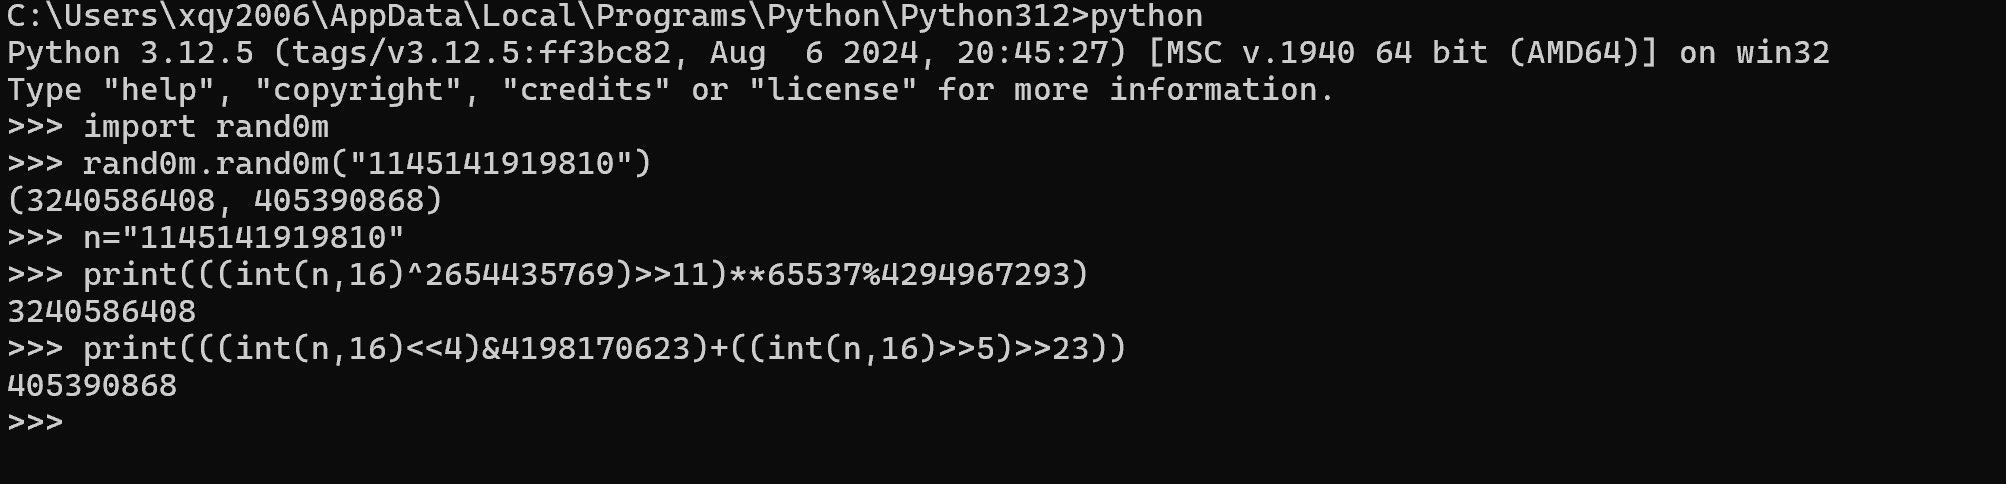 C:\Users\xqy2006\AppData\Local\Programs\Python\Python312>python
Python 3.12.5 (tags/v3.12.5:ff3bc82, Aug  6 2024, 20:45:27) [MSC v.1940 64 bit (AMD64)] on win32
Type "help", "copyright", "credits" or "license" for more information.
>>> import rand0m
>>> rand0m.rand0m("1145141919810")
(3240586408, 405390868)
>>> n="1145141919810"
>>> print(((int(n,16)^2654435769)>>11)**65537%4294967293)
3240586408
>>> print(((int(n,16)<<4)&4198170623)+((int(n,16)>>5)>>23))
405390868
>>>